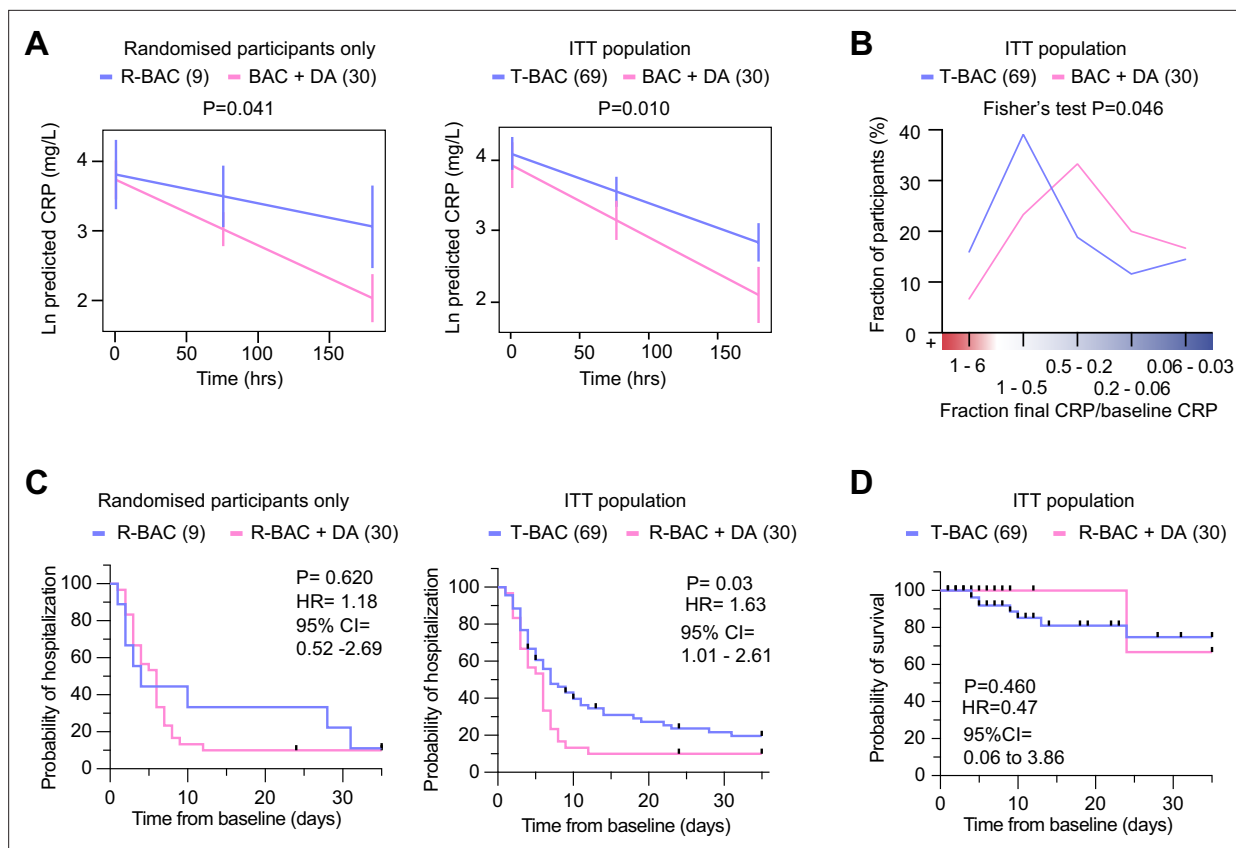 A
Randomised participants only
R-BAC (9) BAC + DA (30)
P=0.041
Ln predicted CRP (mg/L)
4
3
2
0 50 100 150
Time (hrs)
ITT population
T-BAC (69) BAC + DA (30)
P=0.010
Ln predicted CRP (mg/L)
4
3
2
0 50 100 150
Time (hrs)
B
ITT population
T-BAC (69) BAC + DA (30)
Fisher's test P=0.046
Fraction of participants (%)
40
30
20
10
0
+
1 - 6 0.5 - 0.2 0.06 - 0.03
1 - 0.5 0.2 - 0.06
Fraction final CRP/baseline CRP
C
Randomised participants only
R-BAC (9) R-BAC + DA (30)
P= 0.620
HR= 1.18
95% CI=
0.52 -2.69
Probability of hospitalization
100
80
60
40
20
0 10 20 30
Time from baseline (days)
ITT population
T-BAC (69) R-BAC + DA (30)
P= 0.03
HR= 1.63
95% CI=
1.01 - 2.61
Probability of hospitalization
100
80
60
40
20
0
0 10 20 30
Time from baseline (days)
D
ITT population
T-BAC (69) R-BAC + DA (30)
Probability of survival
100
80
60
40
20
0
P=0.460
HR=0.47
95%CI=
0.06 to 3.86
0 10 20 30
Time from baseline (days)